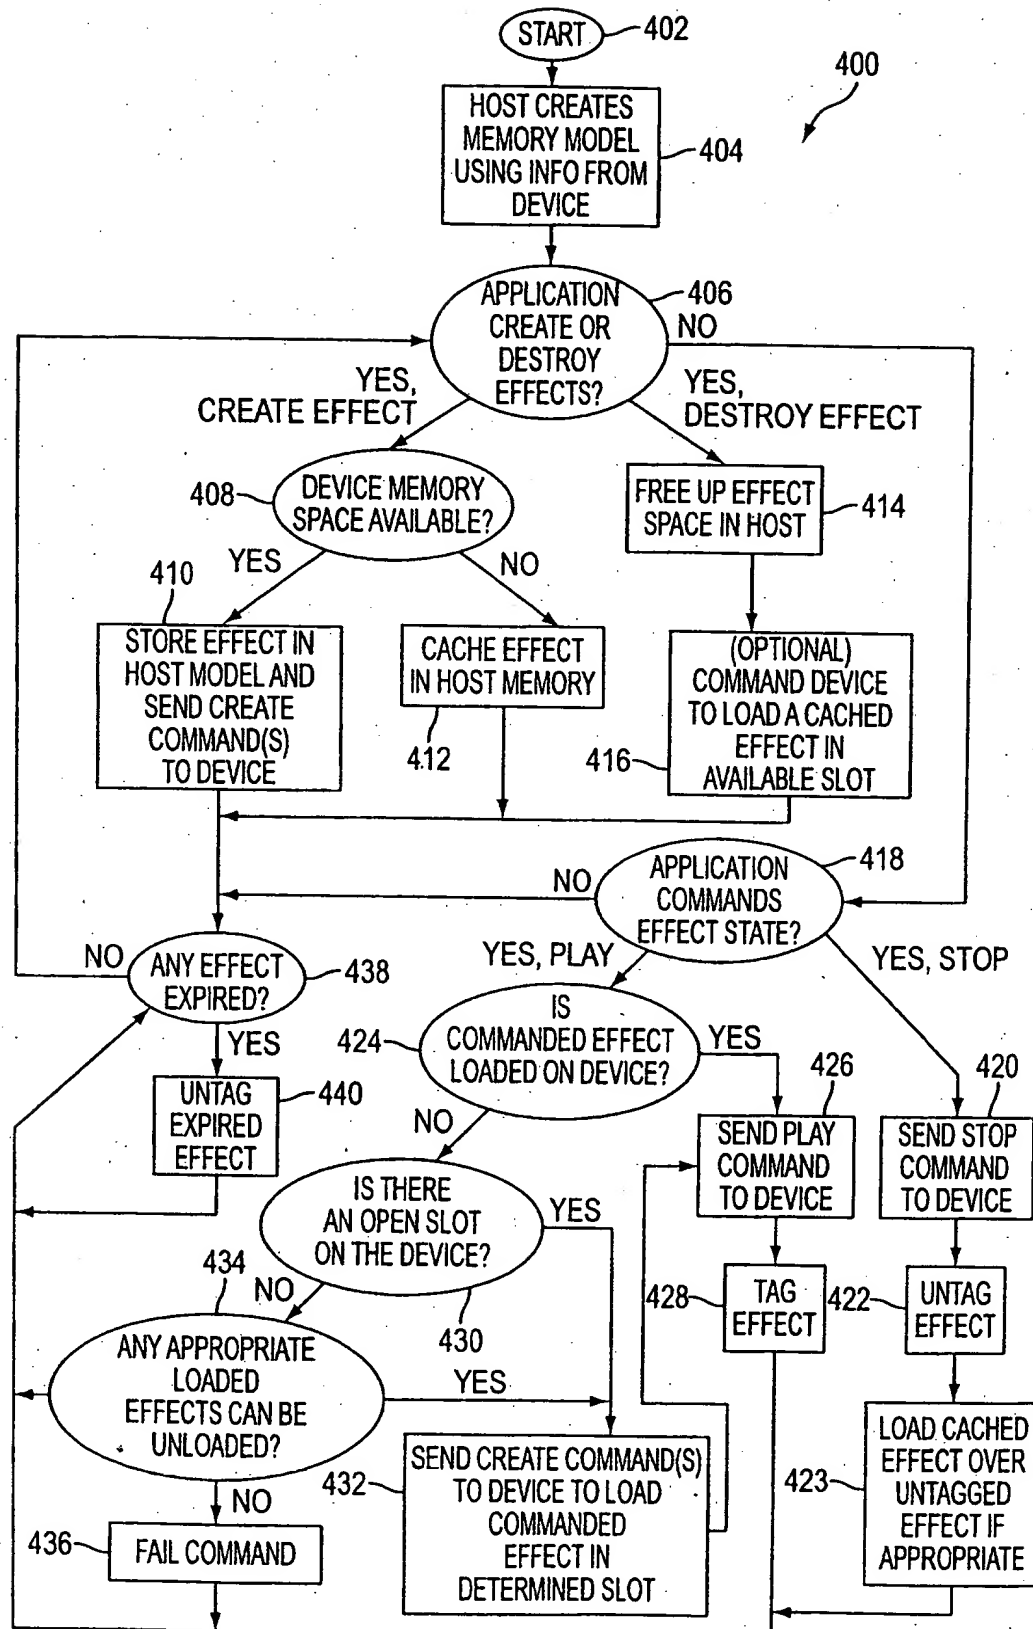 START
402
400
HOST CREATES
MEMORY MODEL
USING INFO FROM
DEVICE
404
APPLICATION
CREATE OR
DESTROY
EFFECTS?
406
NO
YES,
CREATE EFFECT
YES,
DESTROY EFFECT
408
DEVICE MEMORY
SPACE AVAILABLE?
FREE UP EFFECT
SPACE IN HOST
414
YES
NO
410
STORE EFFECT IN
HOST MODEL AND
SEND CREATE
COMMAND(S)
TO DEVICE
CACHE EFFECT
IN HOST MEMORY
412
(OPTIONAL)
COMMAND DEVICE
TO LOAD A CACHED
EFFECT IN
AVAILABLE SLOT
416
APPLICATION
COMMANDS
EFFECT STATE?
418
NO
YES, PLAY
YES, STOP
NO
ANY EFFECT
EXPIRED?
438
YES
UNTAG
EXPIRED
EFFECT
440
424
IS
COMMANDED EFFECT
LOADED ON DEVICE?
YES
NO
426
SEND PLAY
COMMAND
TO DEVICE
420
SEND STOP
COMMAND
TO DEVICE
IS THERE
AN OPEN SLOT
ON THE DEVICE?
YES
NO
430
428
TAG
EFFECT
422
UNTAG
EFFECT
434
ANY APPROPRIATE
LOADED
EFFECTS CAN BE
UNLOADED?
YES
NO
432
SEND CREATE COMMAND(S)
TO DEVICE TO LOAD
COMMANDED
EFFECT IN
DETERMINED SLOT
423
LOAD CACHED
EFFECT OVER
UNTAGGED
EFFECT IF
APPROPRIATE
436
FAIL COMMAND